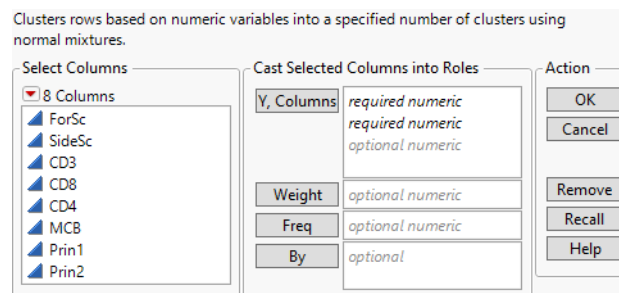 Clusters rows based on numeric variables into a specified number of clusters using
normal mixtures.
Select Columns
8 Columns
ForSc
SideSc
CD3
CD8
CD4
MCB
Prin1
Prin2
Cast Selected Columns into Roles
Y, Columns
required numeric
required numeric
optional numeric
Weight
optional numeric
Freq
optional numeric
By
optional
Action
OK
Cancel
Remove
Recall
Help